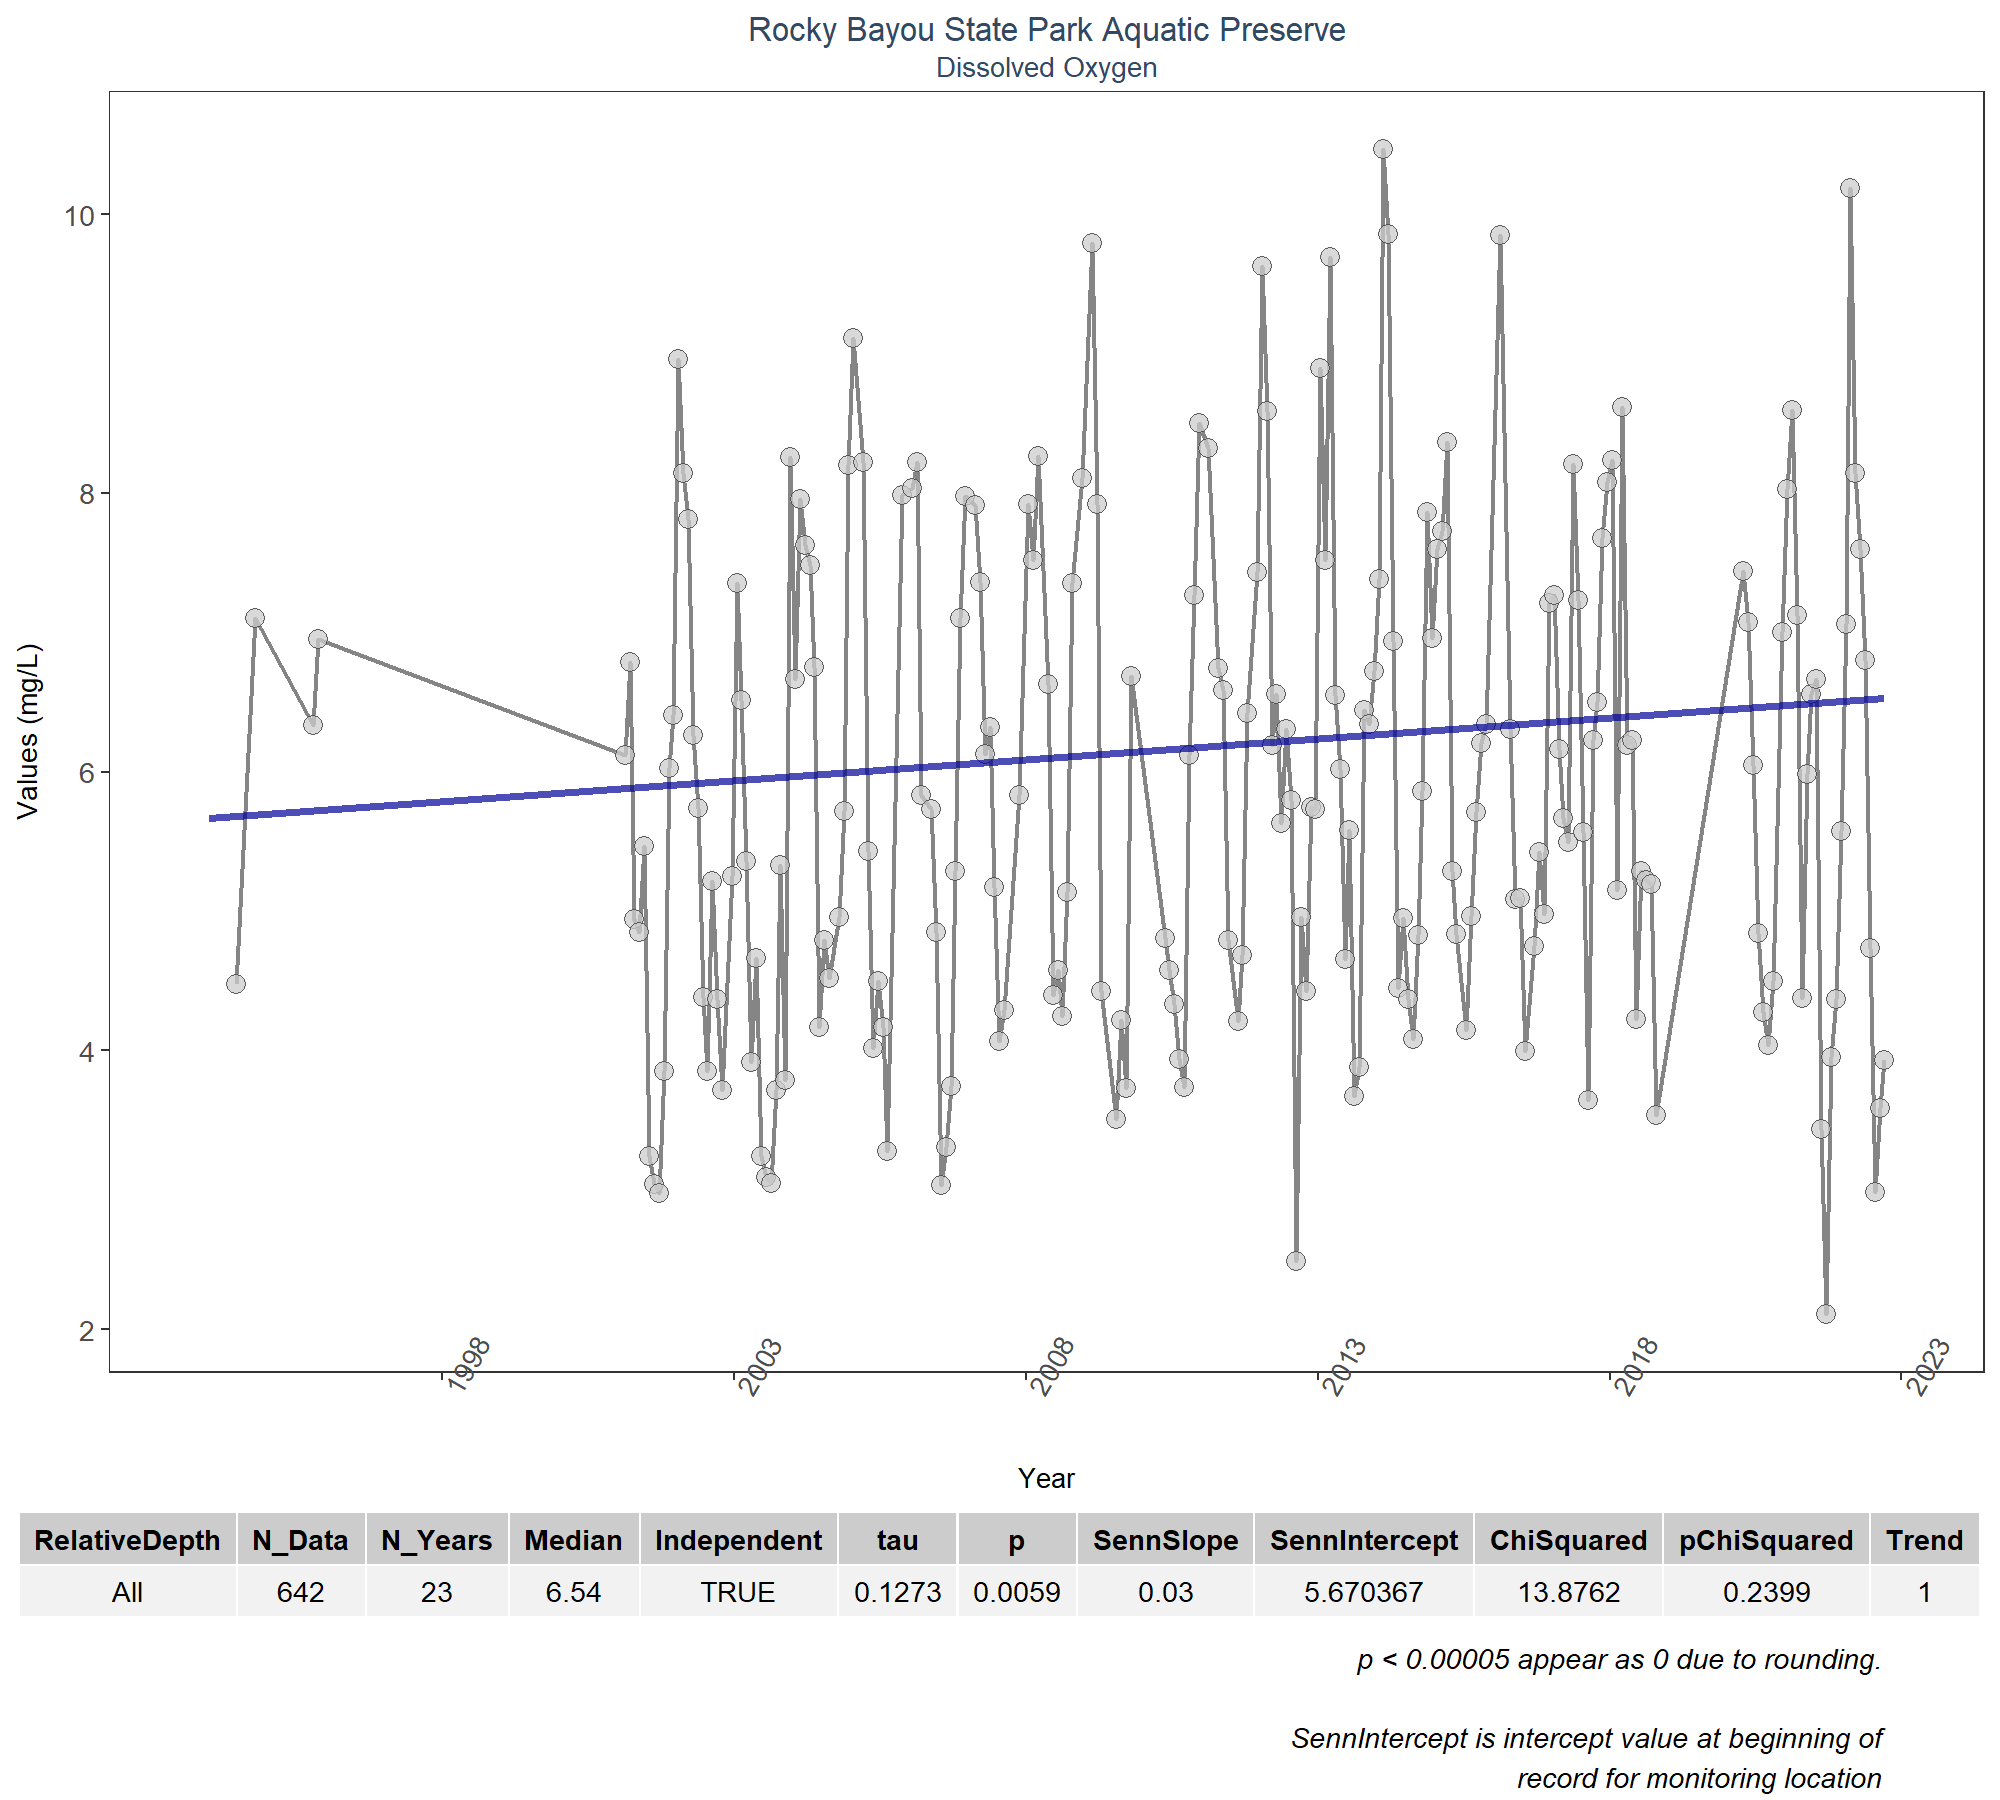 Rocky Bayou State Park Aquatic Preserve
Dissolved Oxygen
Values (mg/L)
10
8
6
4
2
1998 2003 2008 2013 2018 2023
Year
RelativeDepth N_Data N_Years Median Independent tau p SennSlope SennIntercept ChiSquared pChiSquared Trend
All 642 23 6.54 TRUE 0.1273 0.0059 0.03 5.670367 13.8762 0.2399 1
p < 0.00005 appear as 0 due to rounding.
SennIntercept is intercept value at beginning of
record for monitoring location